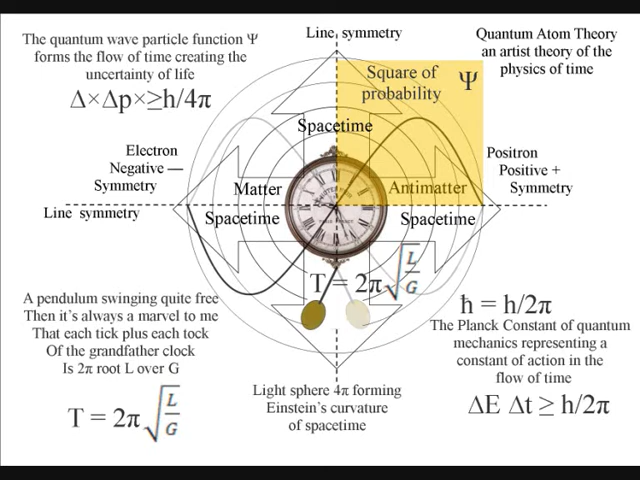 The quantum wave particle function Ψ
forms the flow of time creating the
uncertainty of life
Δ×Δp×≥h/4π
Line symmetry
Quantum Atom Theory
an artist theory of the
physics of time
Square of
probability
Ψ
Spacetime
Electron
Negative —
Symmetry
Positron
Positive +
Symmetry
Matter
Antimatter
Line symmetry
Spacetime
Spacetime
T = 2π√L/G
A pendulum swinging quite free
Then it's always a marvel to me
That each tick plus each tock
Of the grandfather clock
Is 2π root L over G
T = 2π√L/G
Light sphere 4π forming
Einstein's curvature
of spacetime
ħ = h/2π
The Planck Constant of quantum
mechanics representing a
constant of action in the
flow of time
ΔE Δt ≥ h/2π